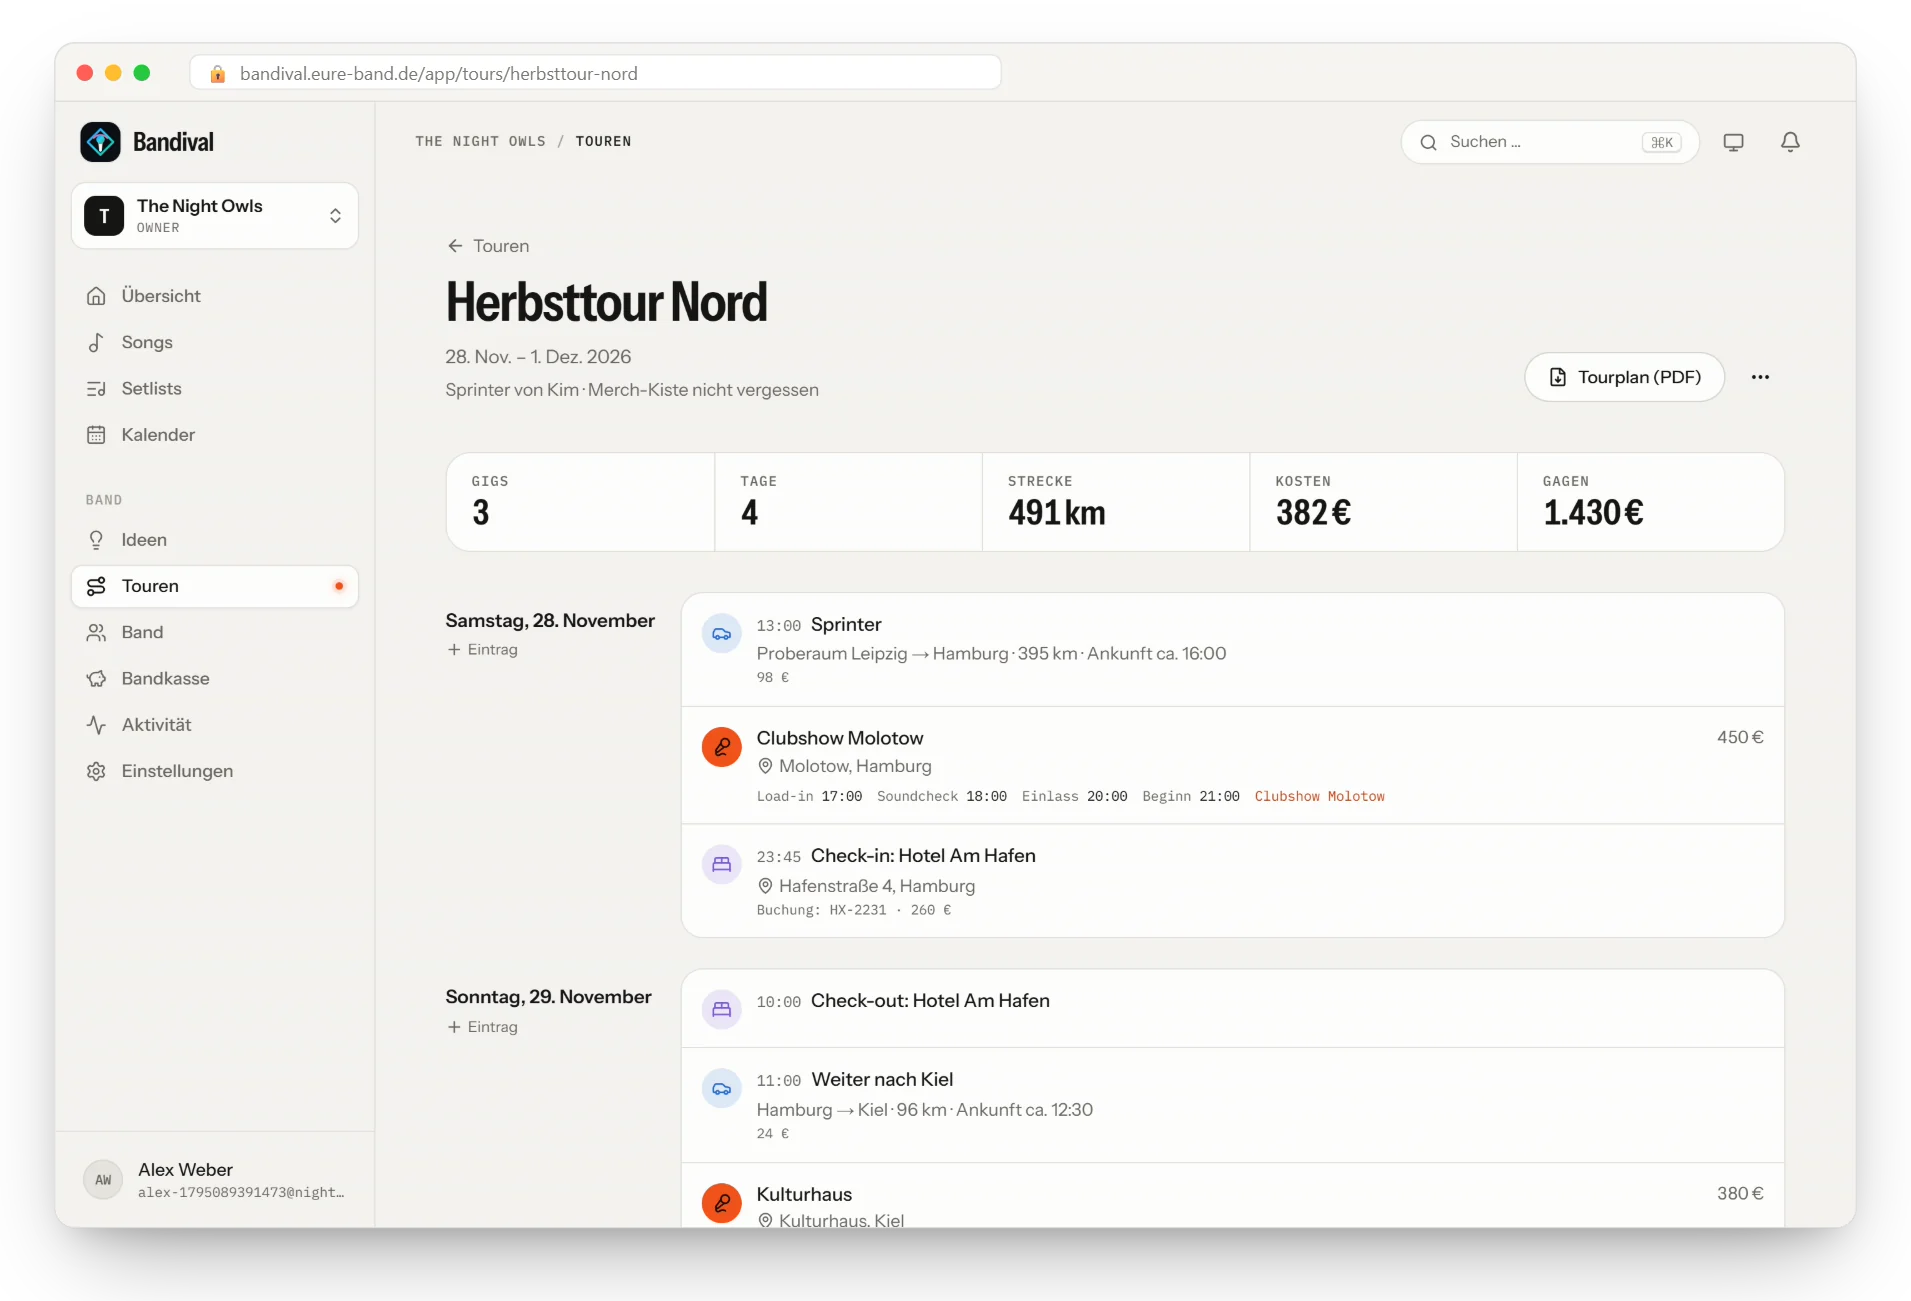 bandival.eure-band.de/app/tours/herbsttour-nord
Bandival
T
The Night Owls
OWNER
Übersicht
Songs
Setlists
Kalender
BAND
Ideen
Touren
Band
Bandkasse
Aktivität
Einstellungen
AW
Alex Weber
alex-1795089391473@night…
THE NIGHT OWLS / TOUREN
Suchen …
⌘K
← Touren
Herbsttour Nord
28. Nov. – 1. Dez. 2026
Sprinter von Kim · Merch-Kiste nicht vergessen
Tourplan (PDF)
GIGS
3
TAGE
4
STRECKE
491 km
KOSTEN
382 €
GAGEN
1.430 €
Samstag, 28. November
+ Eintrag
13:00 Sprinter
Proberaum Leipzig → Hamburg · 395 km · Ankunft ca. 16:00
98 €
Clubshow Molotow
450 €
Molotow, Hamburg
Load-in 17:00 Soundcheck 18:00 Einlass 20:00 Beginn 21:00 Clubshow Molotow
23:45 Check-in: Hotel Am Hafen
Hafenstraße 4, Hamburg
Buchung: HX-2231 · 260 €
Sonntag, 29. November
+ Eintrag
10:00 Check-out: Hotel Am Hafen
11:00 Weiter nach Kiel
Hamburg → Kiel · 96 km · Ankunft ca. 12:30
24 €
Kulturhaus
380 €
Kulturhaus, Kiel